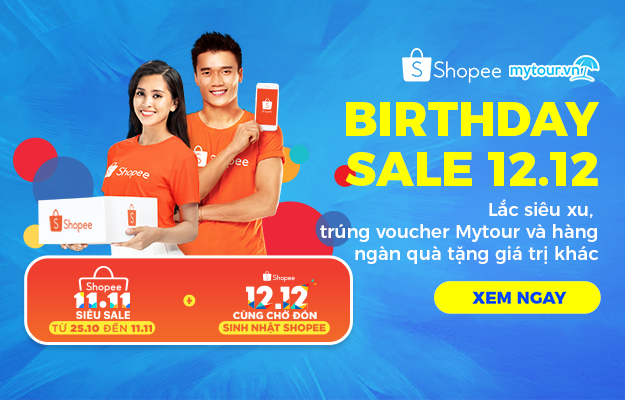 Shopee mytour.vn
BIRTHDAY
SALE 12.12
Lắc siêu xu,
trúng voucher Mytour và hàng
ngàn quà tặng giá trị khác
XEM NGAY
Shopee
Shopee
Shopee
Shopee
11.11
SIÊU SALE
TỪ 25.10 ĐẾN 11.11
Shopee
12.12
CÙNG CHỜ ĐÓN
SINH NHẬT SHOPEE